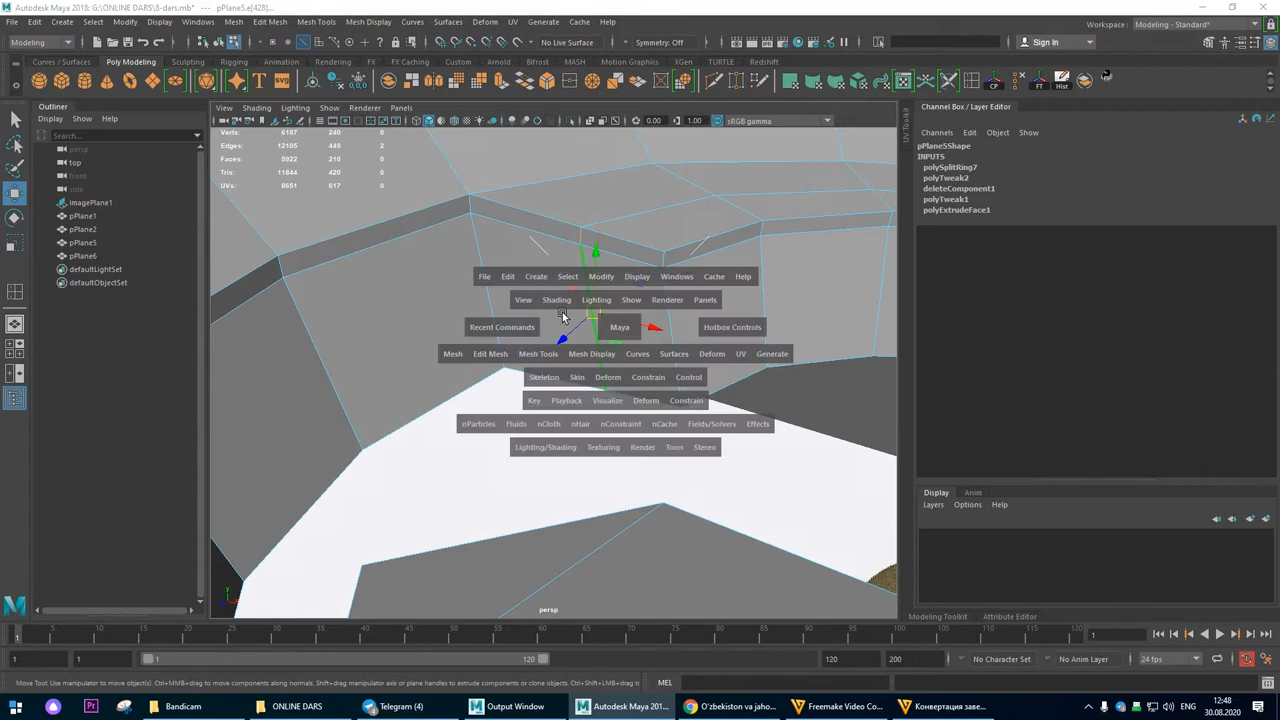 Autodesk Maya 2018: G:\ONLINE DARS\8-dars.mb* --- pPlane5.e[428]...
File Edit Create Select Modify Display Windows Mesh Edit Mesh Mesh Tools Mesh Display Curves Surfaces Deform UV Generate Cache Help
Workspace : Modeling - Standard*
Modeling
No Live Surface
Symmetry: Off
Sign In
Curves / Surfaces Poly Modeling Sculpting Rigging Animation Rendering FX FX Caching Custom Arnold Bifrost MASH Motion Graphics XGen TURTLE Redshift
CP FT Hist
Outliner
Display Show Help
Search...
persp
top
front
side
imagePlane1
pPlane1
pPlane2
pPlane5
pPlane6
defaultLightSet
defaultObjectSet
View Shading Lighting Show Renderer Panels
0.00 1.00 sRGB gamma
Verts: 6187 240 0
Edges: 12105 449 2
Faces: 5922 210 0
Tris: 11844 420 0
UVs: 8651 617 0
File Edit Create Select Modify Display Windows Cache Help
View Shading Lighting Show Renderer Panels
Recent Commands Maya Hotbox Controls
Mesh Edit Mesh Mesh Tools Mesh Display Curves Surfaces Deform UV Generate
Skeleton Skin Deform Constrain Control
Key Playback Visualize Deform Constrain
nParticles Fluids nCloth nHair nConstraint nCache Fields/Solvers Effects
Lighting/Shading Texturing Render Toon Stereo
persp
UV Toolkit
Channel Box / Layer Editor
Channels Edit Object Show
pPlane5Shape
INPUTS
polySplitRing7
polyTweak2
deleteComponent1
polyTweak1
polyExtrudeFace1
Display Anim
Layers Options Help
Modeling Toolkit Attribute Editor
5 10 15 20 25 30 35 40 45 50 55 60 65 70 75 80 85 90 95 100 105 110 115 120
1
1
1 1 1 120 120 200 No Character Set No Anim Layer 24 fps
Move Tool: Use manipulator to move object(s). Ctrl+MMB+drag to move components along normals. Shift+drag manipulator axis or plane handles to extrude components or clone objects. Ctrl+Shift+LMB+drag to
MEL
Bandicam ONLINE DARS Telegram (4) Output Window Autodesk Maya 201... O'zbekiston va jaho... Freemake Video Co... Конвертация заве...
12:48
30.08.2020